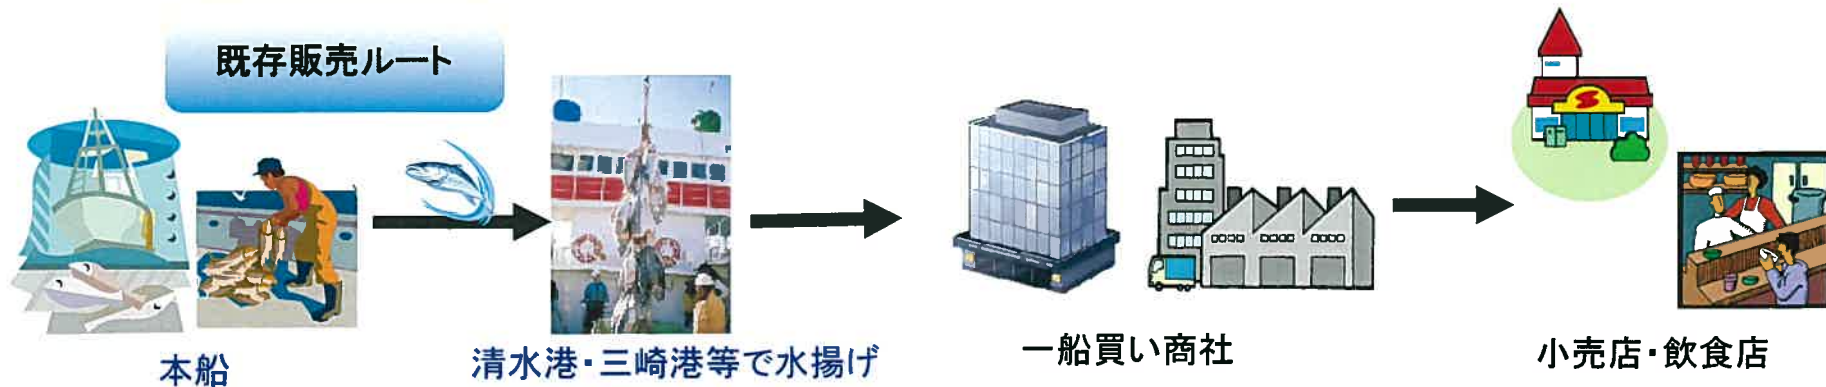 既存販売ルート
本船
清水港・三崎港等で水揚げ
一船買い商社
小売店・飲食店